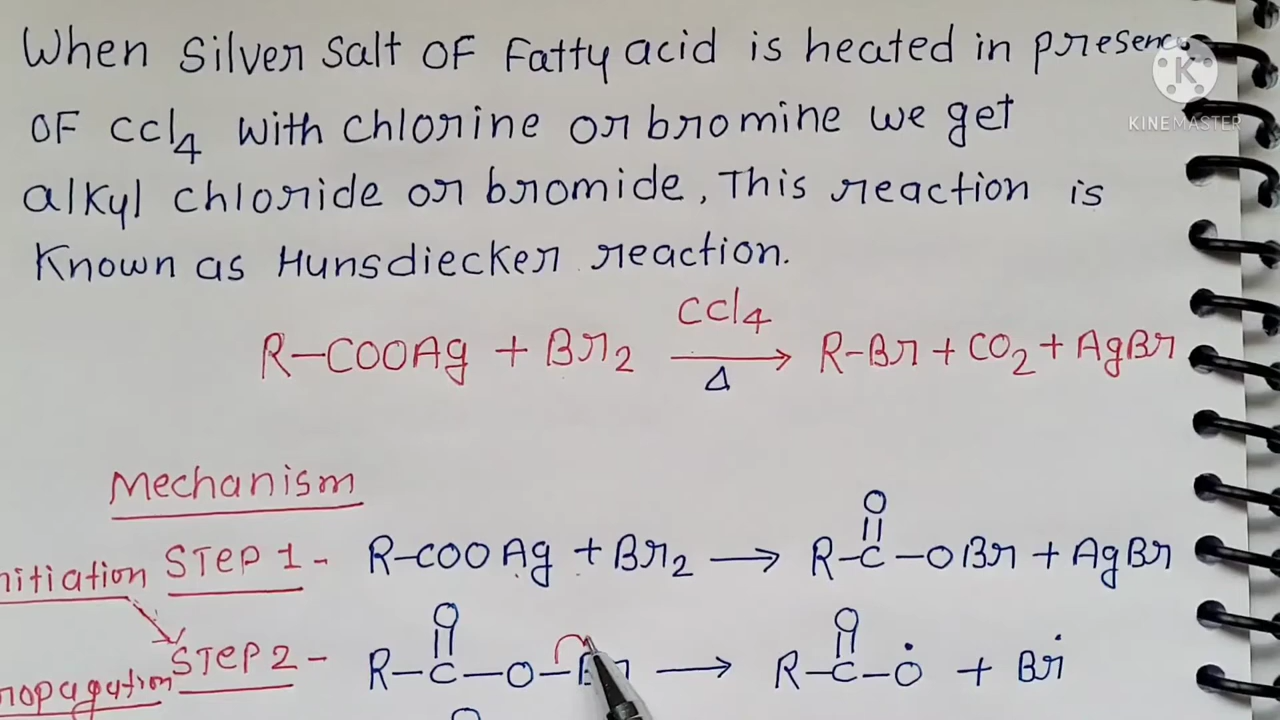 When Silver Salt OF Fatty acid is heated in presence
OF CCl4 with chlorine or bromine we get
alkyl chloride or bromide, This reaction is
Known as Hunsdiecker reaction.
R-COOAg + Br2 CCl4 Δ → R-Br + CO2 + AgBr
Mechanism
STEP 1 - R-COOAg + Br2 → R-C(=O)-OBr + AgBr
STEP 2 - R-C(=O)-O-Br → R-C(=O)-O• + Br•
KINEMASTER